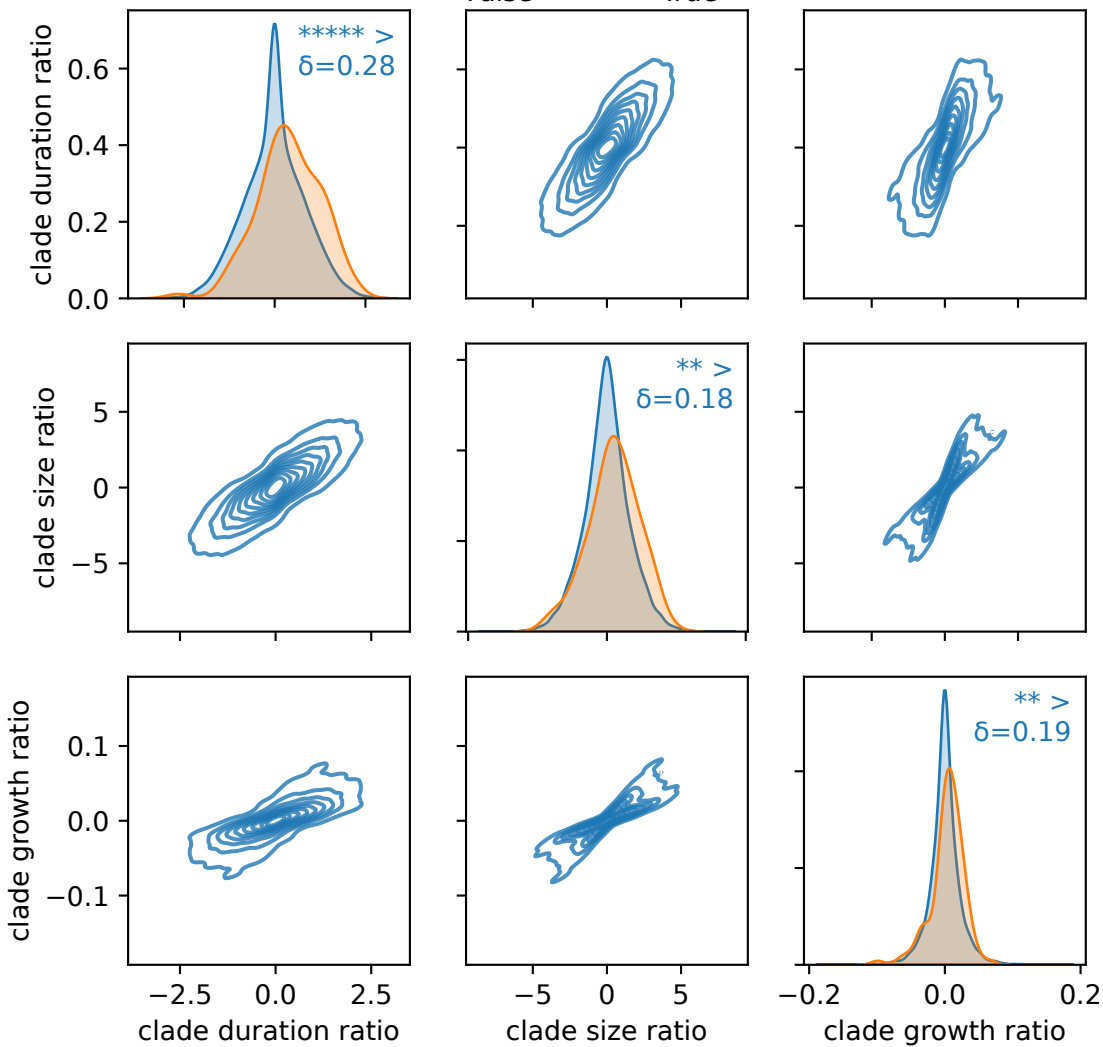 clade duration ratio
0.6
0.4
0.2
0.0
***** >
δ=0.28
clade size ratio
5
0
−5
** >
δ=0.18
clade growth ratio
0.1
0.0
−0.1
** >
δ=0.19
−2.5 0.0 2.5
−5 0 5
−0.2 0.0 0.2
clade duration ratio
clade size ratio
clade growth ratio